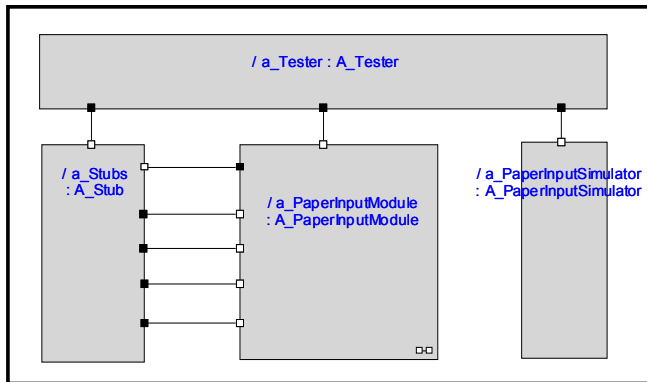 / a_Tester : A_Tester
/ a_Stubs
: A_Stub
/ a_PaperInputModule
: A_PaperInputModule
/ a_PaperInputSimulator
: A_PaperInputSimulator